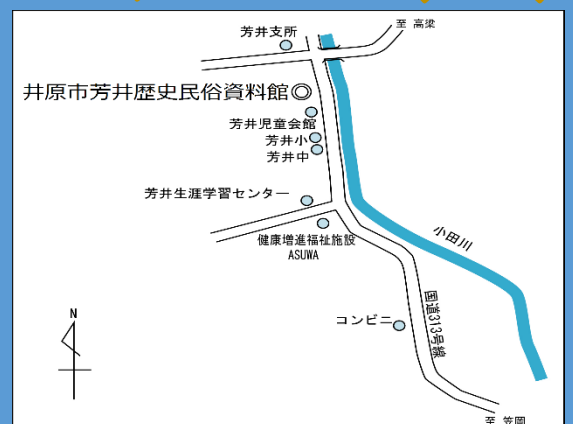 芳井支所
至 高梁
井原市芳井歴史民俗資料館
芳井児童会館
芳井小
芳井中
芳井生涯学習センター
健康増進福祉施設
ASUWA
小田川
国道313号線
コンビニ
N
至 笠岡